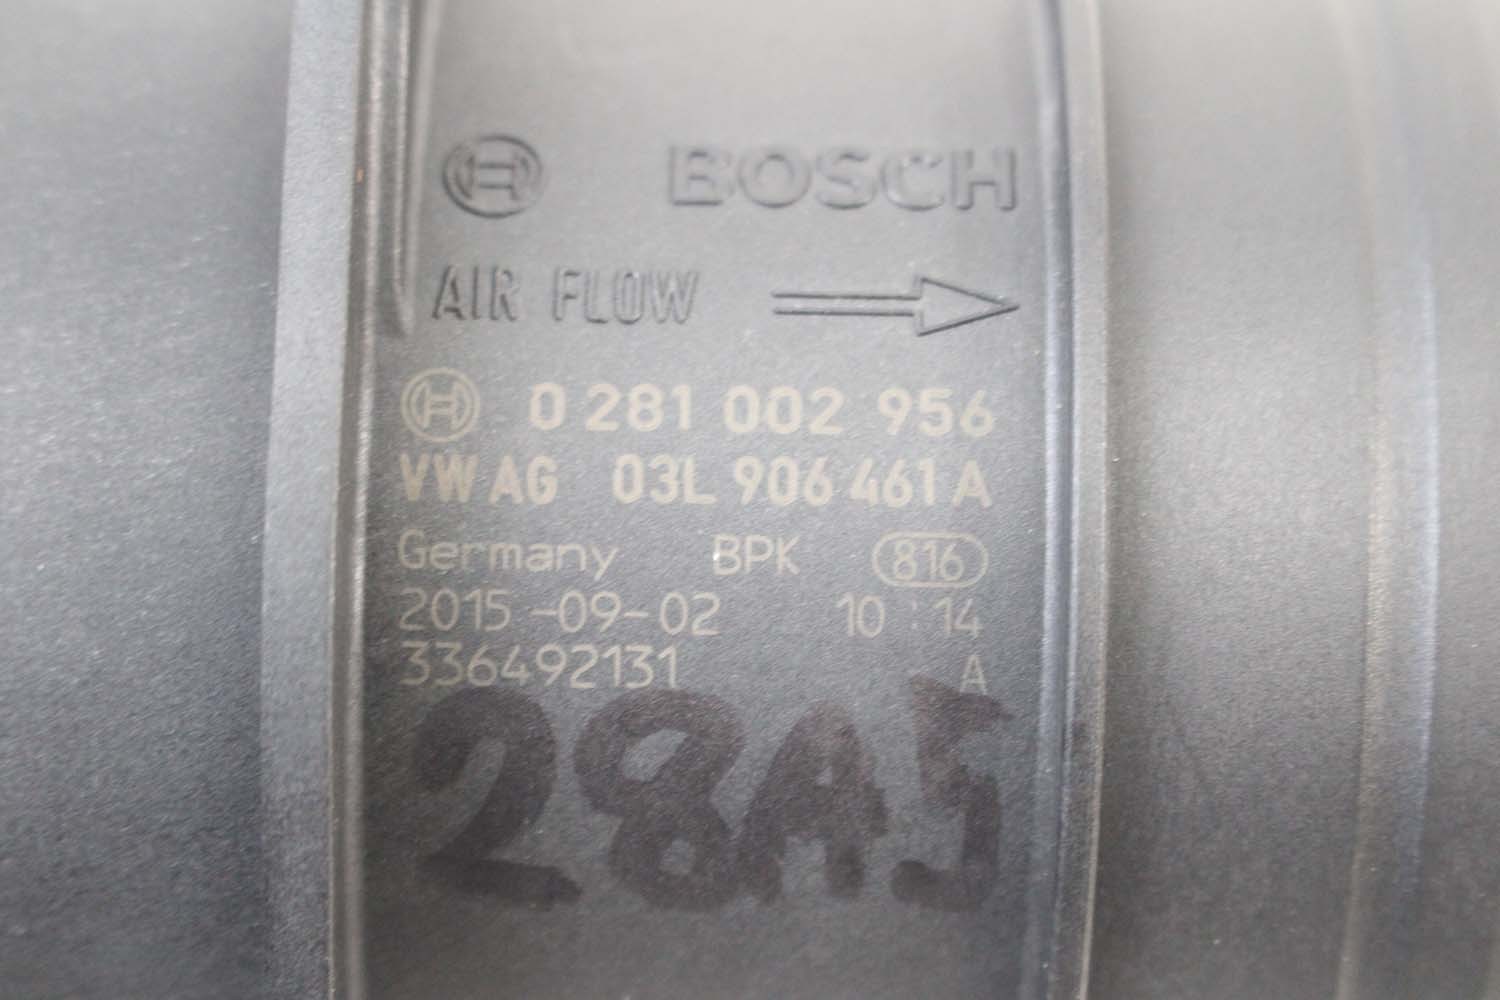 BOSCH
AIR FLOW
0 281 002 956
VW AG 03L 906 461 A
Germany BPK 816
2015-09-02 10:14
336492131 A
28A5